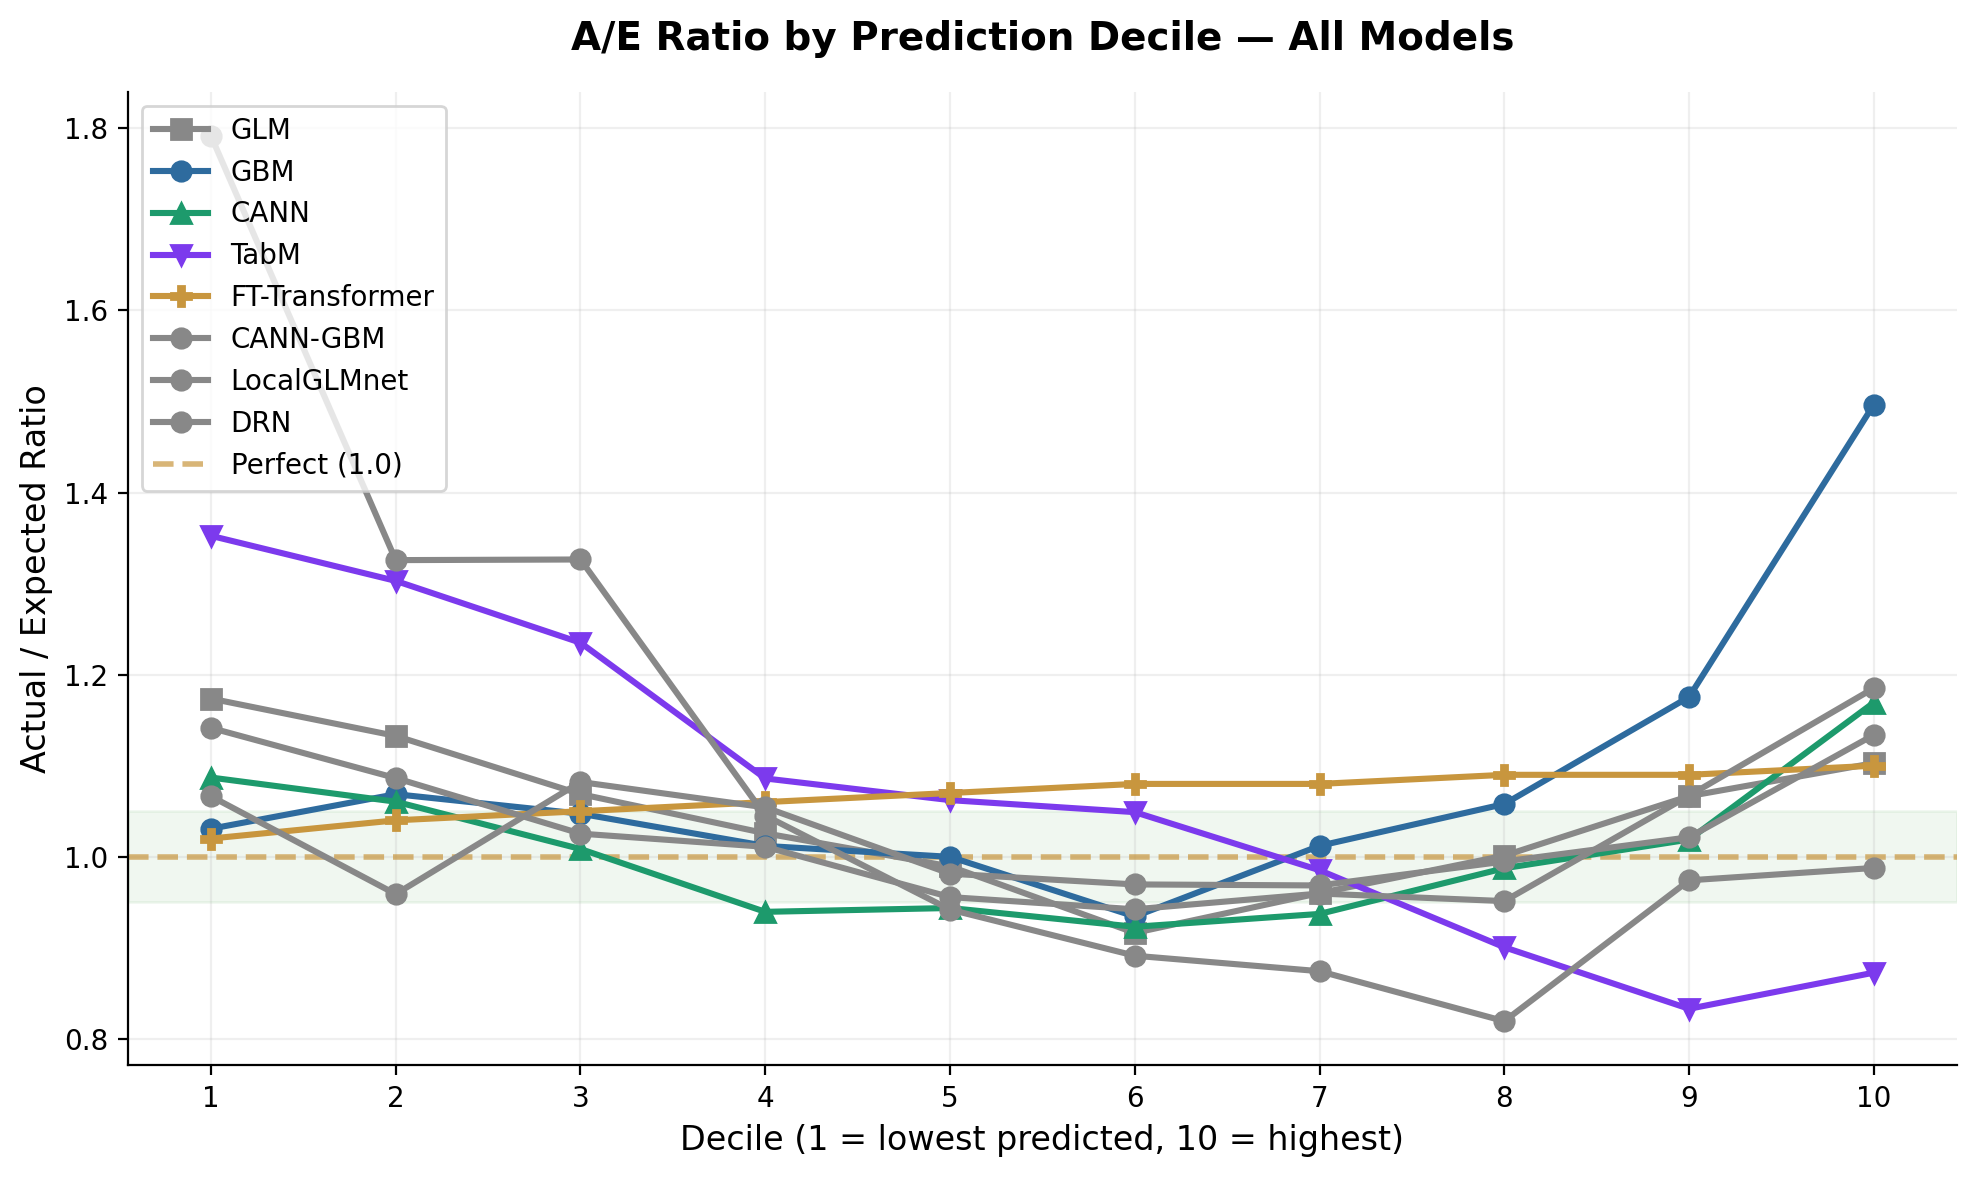 A/E Ratio by Prediction Decile — All Models
GLM
GBM
CANN
TabM
FT-Transformer
CANN-GBM
LocalGLMnet
DRN
Perfect (1.0)
Actual / Expected Ratio
1.8
1.6
1.4
1.2
1.0
0.8
1 2 3 4 5 6 7 8 9 10
Decile (1 = lowest predicted, 10 = highest)